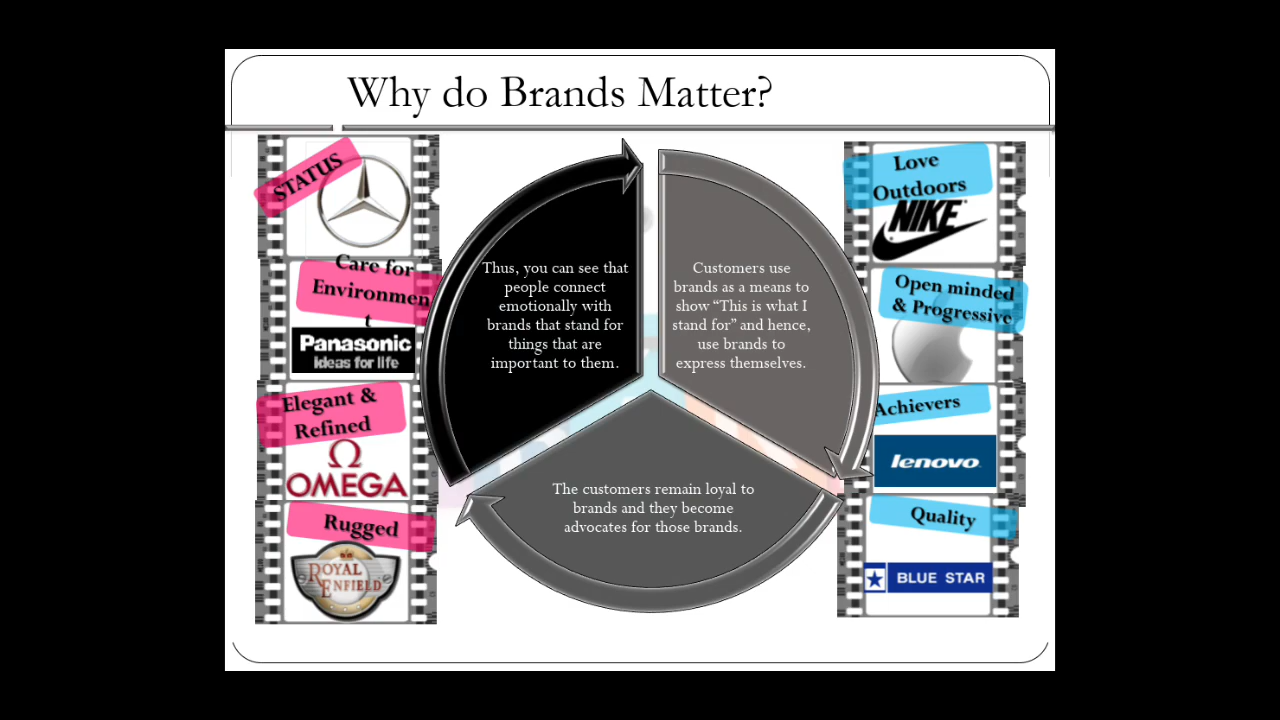 Why do Brands Matter?
STATUS
Care for
Environmen
t
Panasonic
ideas for life
Elegant &
Refined
Ω
OMEGA
Rugged
ROYAL
ENFIELD
Thus, you can see that
people connect
emotionally with
brands that stand for
things that are
important to them.
Customers use
brands as a means to
show “This is what I
stand for” and hence,
use brands to
express themselves.
The customers remain loyal to
brands and they become
advocates for those brands.
Love
Outdoors
NIKE
Open minded
& Progressive
Achievers
lenovo
Quality
BLUE STAR